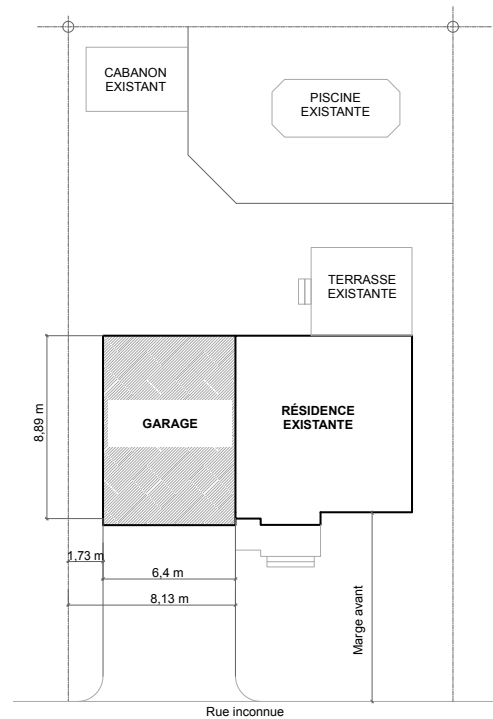 CABANON
EXISTANT
PISCINE
EXISTANTE
TERRASSE
EXISTANTE
GARAGE
RÉSIDENCE
EXISTANTE
8,89 m
1,73 m
6,4 m
8,13 m
Marge avant
Rue inconnue